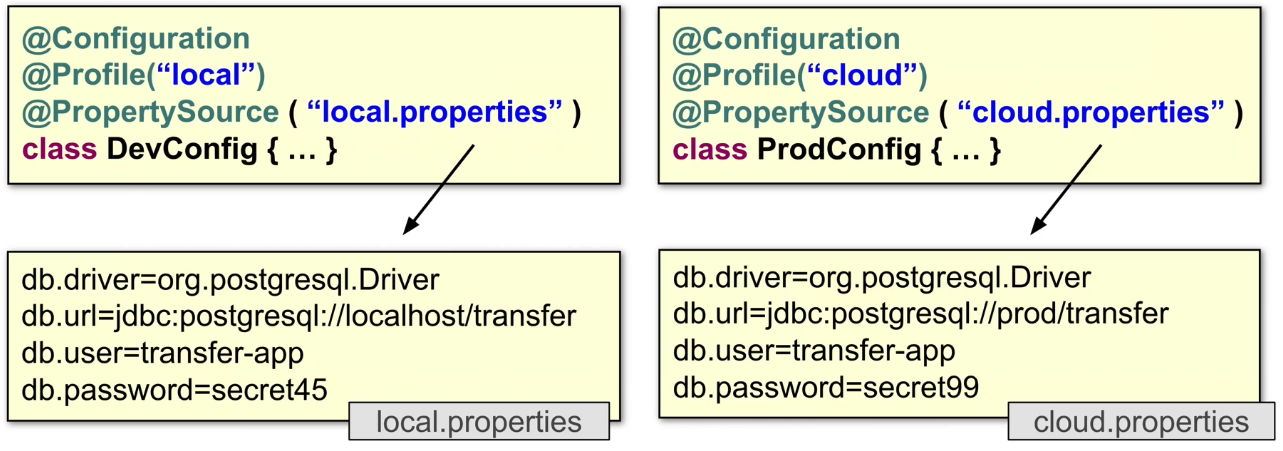 @Configuration
@Profile(“local”)
@PropertySource ( “local.properties” )
class DevConfig { … }
db.driver=org.postgresql.Driver
db.url=jdbc:postgresql://localhost/transfer
db.user=transfer-app
db.password=secret45
local.properties
@Configuration
@Profile(“cloud”)
@PropertySource ( “cloud.properties” )
class ProdConfig { … }
db.driver=org.postgresql.Driver
db.url=jdbc:postgresql://prod/transfer
db.user=transfer-app
db.password=secret99
cloud.properties